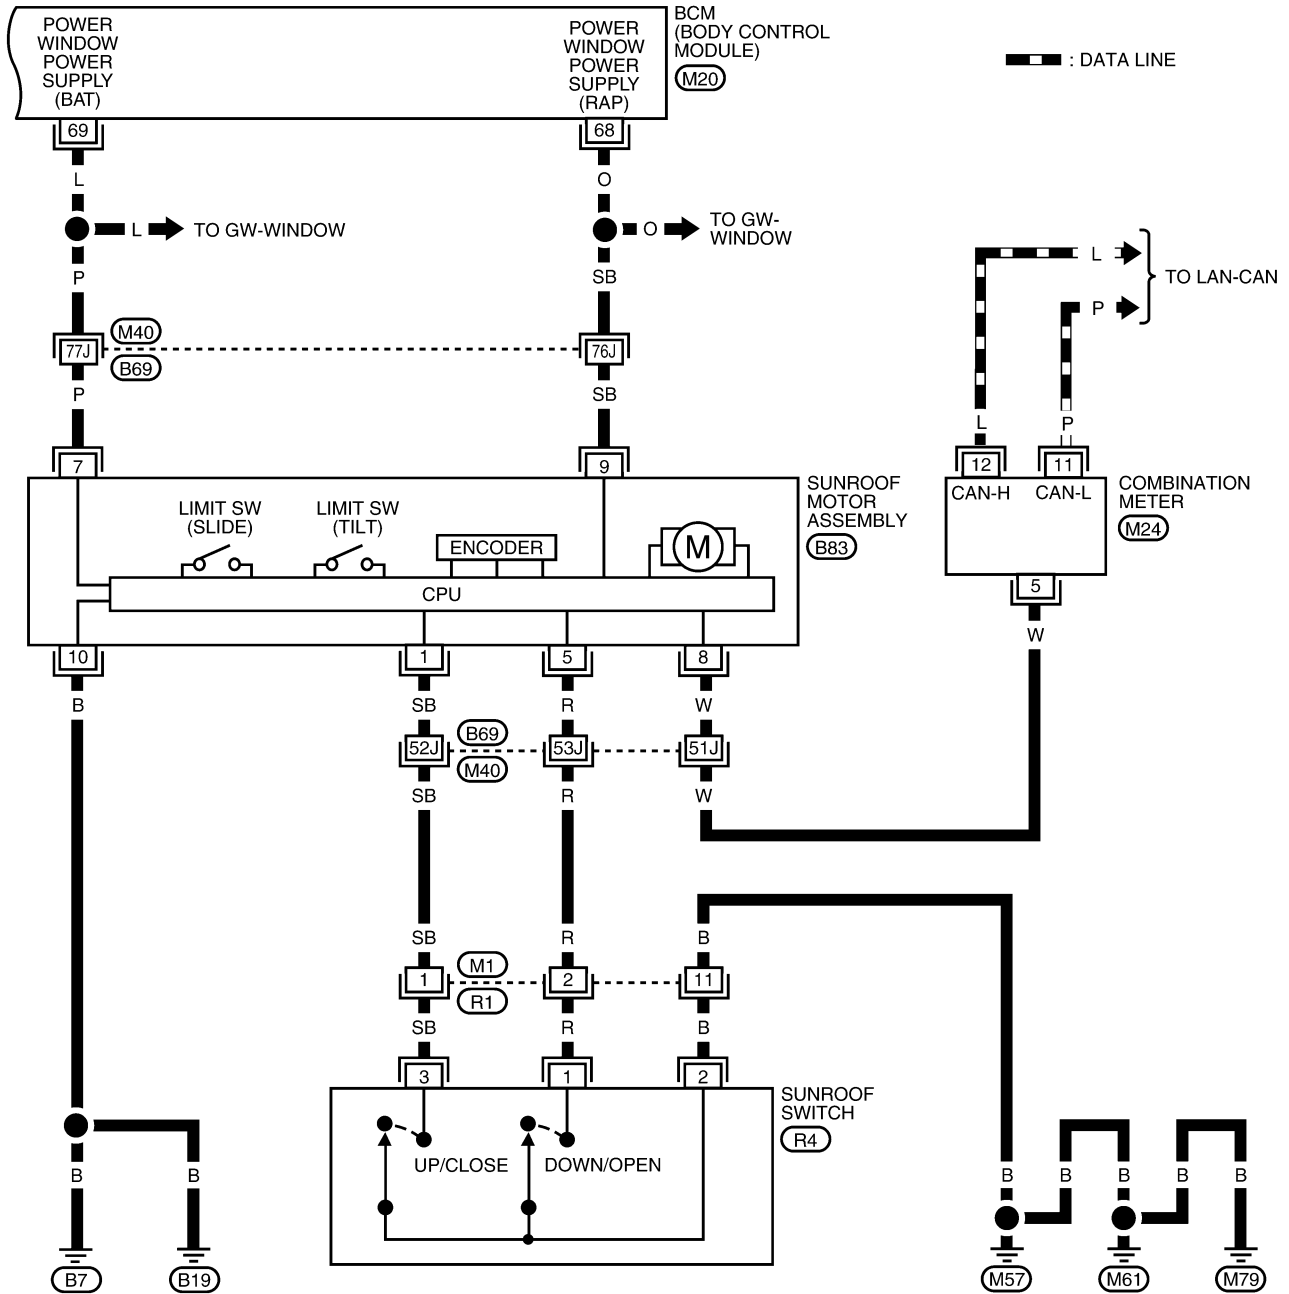 POWER
WINDOW
POWER
SUPPLY
(BAT)
POWER
WINDOW
POWER
SUPPLY
(RAP)
BCM
(BODY CONTROL
MODULE)
M20
: DATA LINE
69
68
L
O
L
TO GW-WINDOW
O
TO GW-
WINDOW
P
SB
L
P
TO LAN-CAN
77J
M40
B69
76J
P
SB
L
P
7
9
12
11
SUNROOF
MOTOR
ASSEMBLY
B83
LIMIT SW
(SLIDE)
LIMIT SW
(TILT)
ENCODER
M
CPU
CAN-H
CAN-L
COMBINATION
METER
M24
5
W
10
1
5
8
B
SB
R
W
52J
B69
M40
53J
51J
SB
R
W
SB
R
B
1
M1
R1
2
11
SB
R
B
3
1
2
SUNROOF
SWITCH
R4
UP/CLOSE
DOWN/OPEN
B
B
B
B
B
B
B
B7
B19
M57
M61
M79